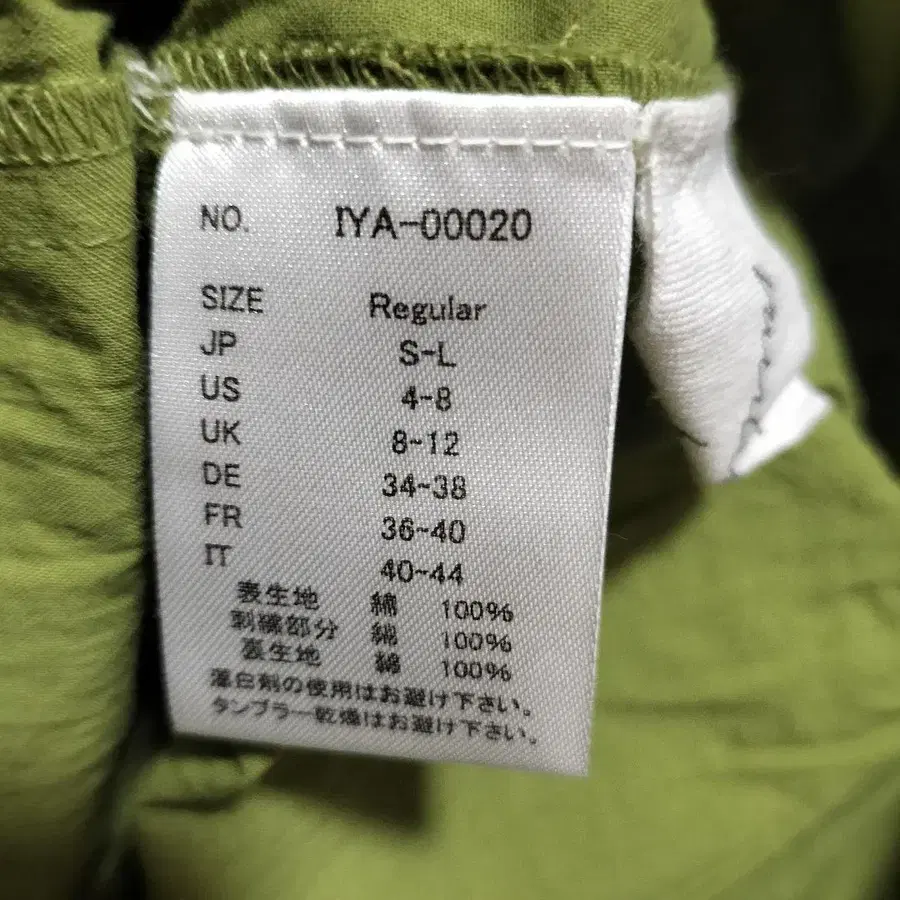 NO. IYA-00020
SIZE Regular
JP S-L
US 4-8
UK 8-12
DE 34-38
FR 36-40
IT 40-44
表生地 綿 100%
刺繍部分 綿 100%
裏生地 綿 100%
漂白剤の使用はお避け下さい。
タンブラー乾燥はお避け下さい。